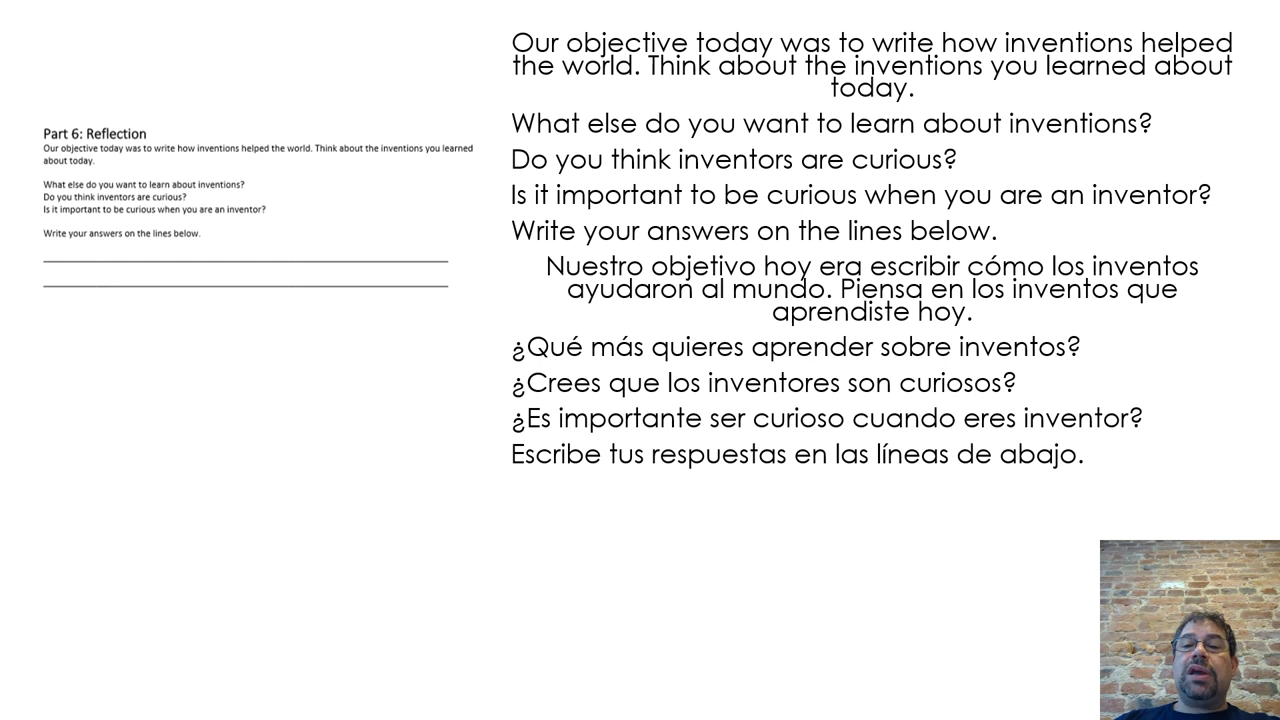 Part 6: Reflection
Our objective today was to write how inventions helped the world. Think about the inventions you learned
about today.
What else do you want to learn about inventions?
Do you think inventors are curious?
Is it important to be curious when you are an inventor?
Write your answers on the lines below.
Our objective today was to write how inventions helped
the world. Think about the inventions you learned about
today.
What else do you want to learn about inventions?
Do you think inventors are curious?
Is it important to be curious when you are an inventor?
Write your answers on the lines below.
Nuestro objetivo hoy era escribir cómo los inventos
ayudaron al mundo. Piensa en los inventos que
aprendiste hoy.
¿Qué más quieres aprender sobre inventos?
¿Crees que los inventores son curiosos?
¿Es importante ser curioso cuando eres inventor?
Escribe tus respuestas en las líneas de abajo.